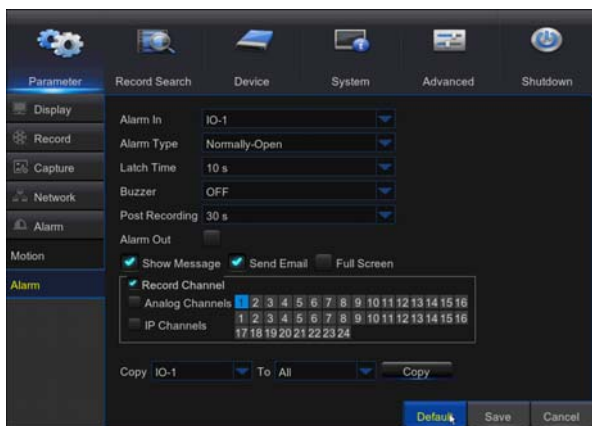 Parameter Record Search Device System Advanced Shutdown
Display
Record
Capture
Network
Alarm
Motion
Alarm
Alarm In IO-1
Alarm Type Normally-Open
Latch Time 10 s
Buzzer OFF
Post Recording 30 s
Alarm Out
Show Message Send Email Full Screen
Record Channel
Analog Channels 1 2 3 4 5 6 7 8 9 10 11 12 13 14 15 16
IP Channels 1 2 3 4 5 6 7 8 9 10 11 12 13 14 15 16
17 18 19 20 21 22 23 24
Copy IO-1 To All Copy
Default Save Cancel